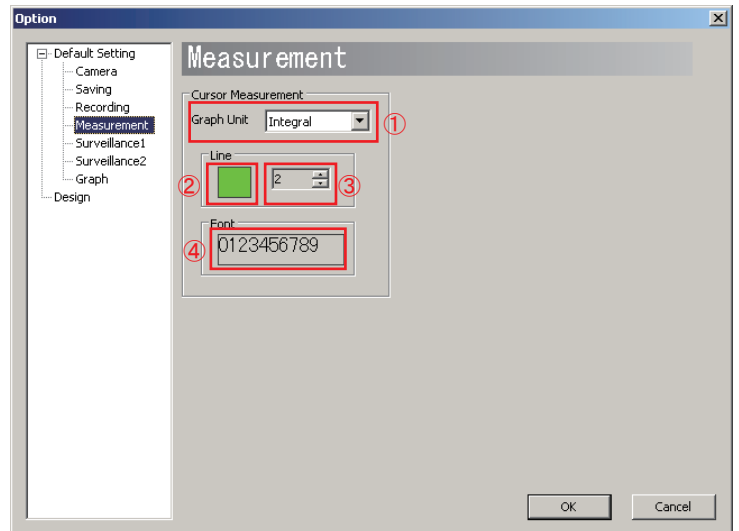 Option
Default Setting
Camera
Saving
Recording
Measurement
Surveillance1
Surveillance2
Graph
Design
Measurement
Cursor Measurement
Graph Unit Integral ①
Line
② 2 ③
Font
④ 0123456789
OK Cancel